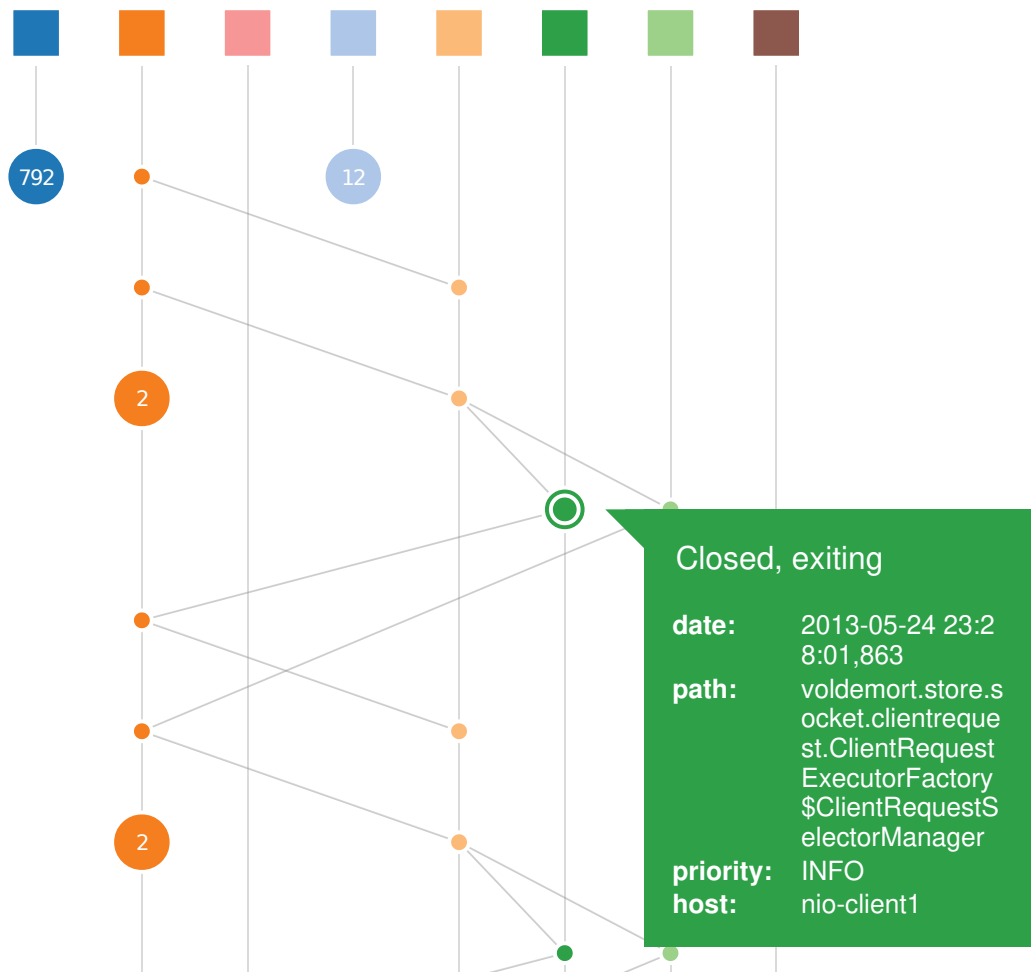 792
12
2
Closed, exiting
date: 2013-05-24 23:2
8:01,863
path: voldemort.store.s
ocket.clientreque
st.ClientRequest
ExecutorFactory
$ClientRequestS
electorManager
2
priority: INFO
host: nio-client1